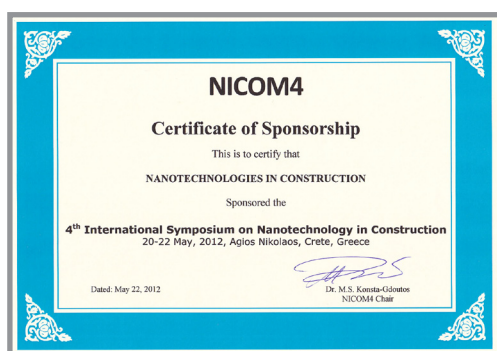 NICOM4
Certificate of Sponsorship
This is to certify that
NANOTECHNOLOGIES IN CONSTRUCTION
Sponsored the
4th International Symposium on Nanotechnology in Construction
20-22 May, 2012, Agios Nikolaos, Crete, Greece
Dated: May 22, 2012
Dr. M.S. Konsta-Gdoutos
NICOM4 Chair